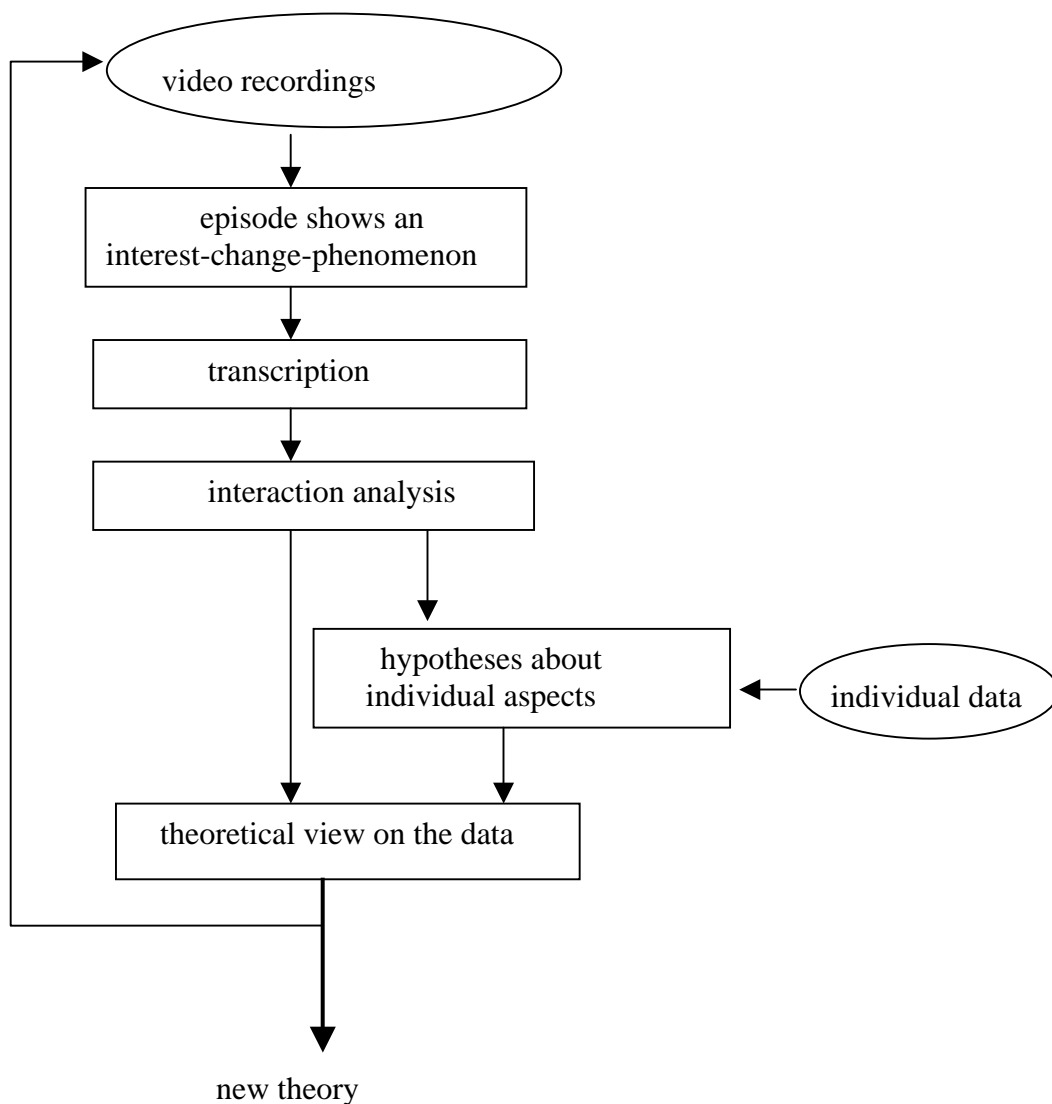 video recordings
episode shows an
interest-change-phenomenon
transcription
interaction analysis
hypotheses about
individual aspects
individual data
theoretical view on the data
new theory